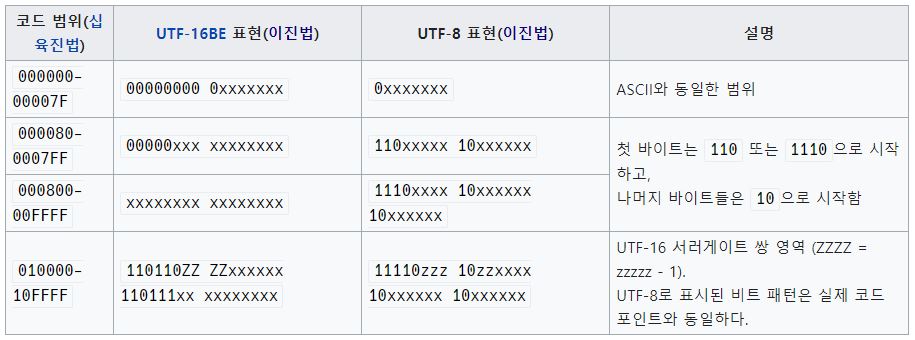 코드 범위(십
육진법)
UTF-16BE 표현(이진법)
UTF-8 표현(이진법)
설명
000000–
00007F
00000000 0xxxxxxx
0xxxxxxx
ASCII와 동일한 범위
000080–
0007FF
00000xxx xxxxxxxx
110xxxxx 10xxxxxx
첫 바이트는 110 또는 1110으로 시작
하고,
나머지 바이트들은 10으로 시작함
000800–
00FFFF
xxxxxxxx xxxxxxxx
1110xxxx 10xxxxxx
10xxxxxx
010000–
10FFFF
110110ZZ ZZxxxxxx
110111xx xxxxxxxx
11110zzz 10zzxxxx
10xxxxxx 10xxxxxx
UTF-16 서러게이트 쌍 영역 (ZZZZ =
zzzzz - 1).
UTF-8로 표시된 비트 패턴은 실제 코드
포인트와 동일하다.